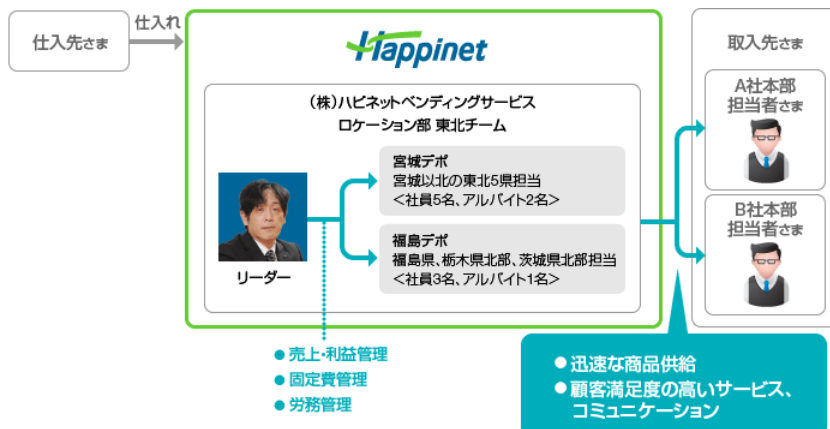 仕入先さま
仕入れ
Happinet
(株)ハピネットベンディングサービス
ロケーション部 東北チーム
リーダー
宮城デポ
宮城以北の東北5県担当
<社員5名、アルバイト2名>
福島デポ
福島県、栃木県北部、茨城県北部担当
<社員3名、アルバイト1名>
● 売上・利益管理
● 固定費管理
● 労務管理
取入先さま
A社本部
担当者さま
B社本部
担当者さま
● 迅速な商品供給
● 顧客満足度の高いサービス、
コミュニケーション